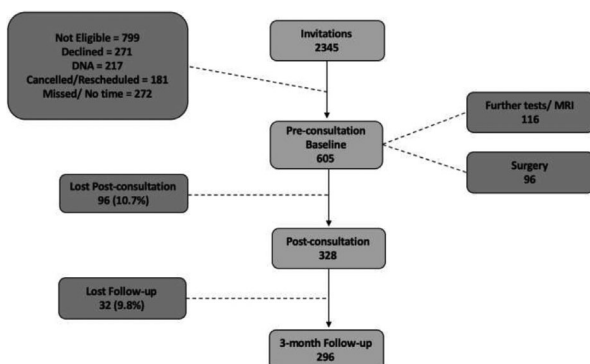 Not Eligible = 799
Declined = 271
DNA = 217
Cancelled/Rescheduled = 181
Missed/ No time = 272
Invitations
2345
Further tests/ MRI
116
Pre-consultation
Baseline
605
Surgery
96
Lost Post-consultation
96 (10.7%)
Post-consultation
328
Lost Follow-up
32 (9.8%)
3-month Follow-up
296